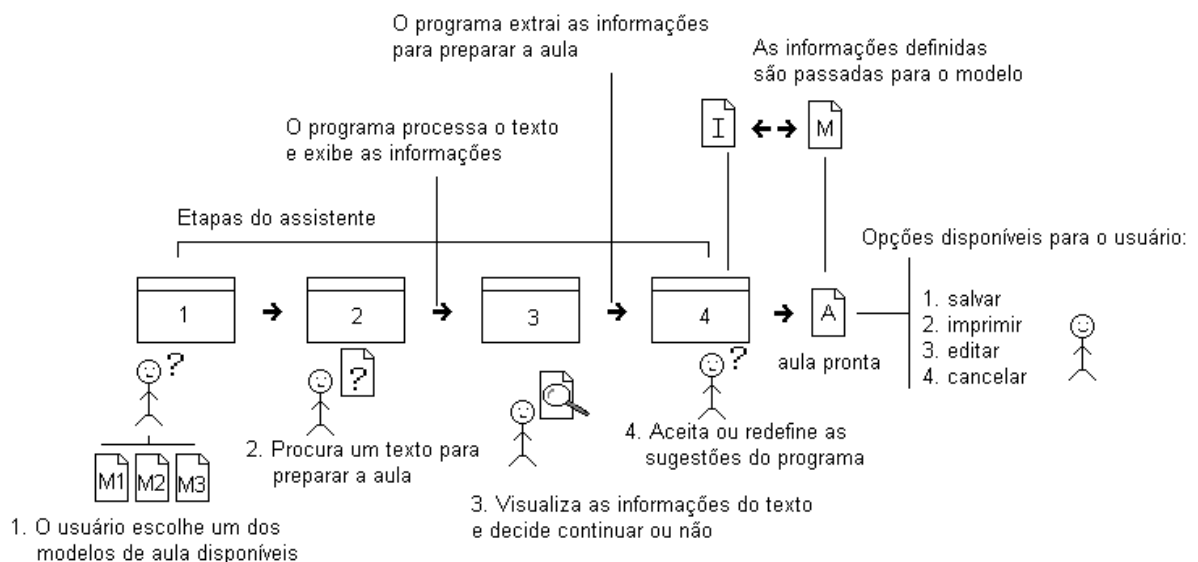 O programa extrai as informações
para preparar a aula
As informações definidas
são passadas para o modelo
I
M
O programa processa o texto
e exibe as informações
Etapas do assistente
Opções disponíveis para o usuário:
1
2
3
4
A
aula pronta
1. salvar
2. imprimir
3. editar
4. cancelar
?
?
?
M1
M2
M3
1. O usuário escolhe um dos
modelos de aula disponíveis
2. Procura um texto para
preparar a aula
3. Visualiza as informações do texto
e decide continuar ou não
4. Aceita ou redefine as
sugestões do programa